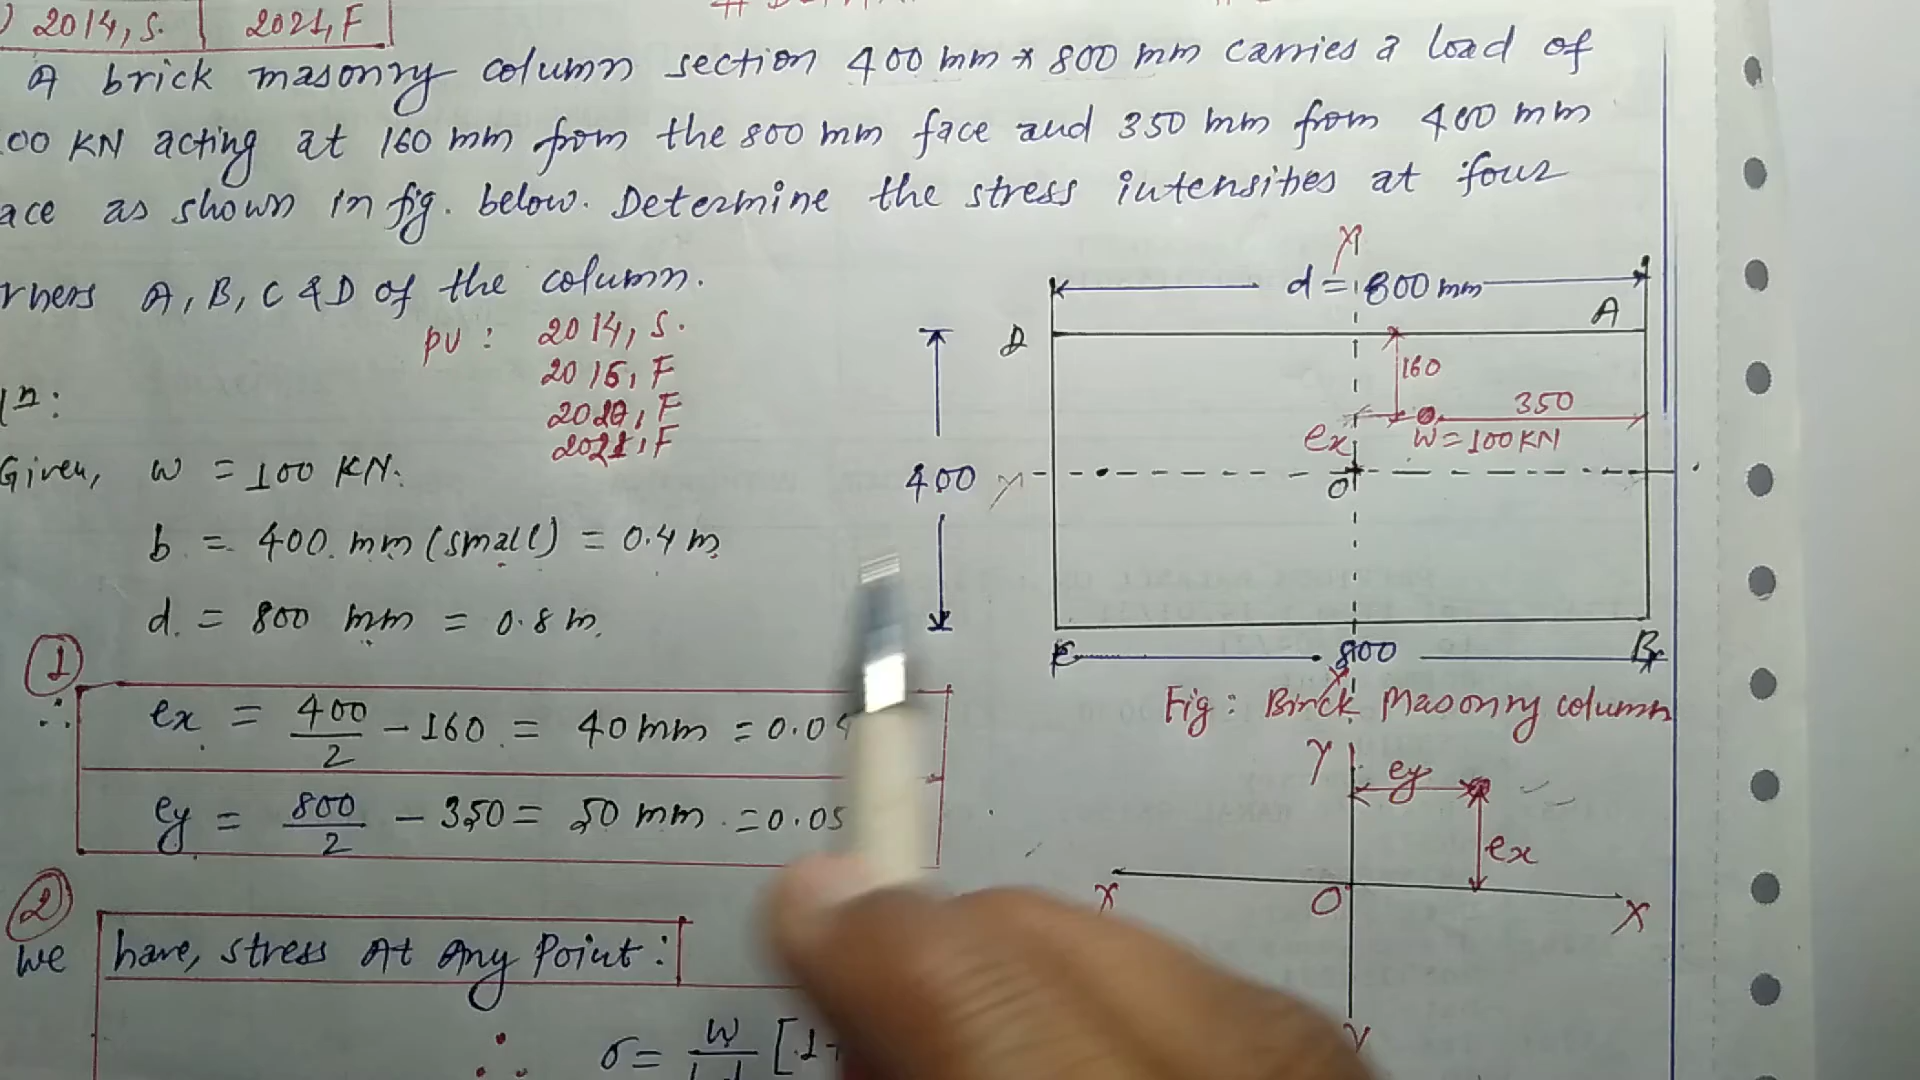 2014, S. 2021, F
A brick masonry column section 400 mm * 800 mm carries a load of
00 KN acting at 160 mm from the 800 mm face and 350 mm from 400 mm
ace as shown in fig. below. Determine the stress intensities at four
rners A, B, C & D of the column.
pu : 2014, S.
2015, F
2020, F
2021, F
Given, w = 100 KN.
b = 400 mm (small) = 0.4 m
d = 800 mm = 0.8 m
1
∴ ex = 400/2 - 160 = 40 mm = 0.04
ey = 800/2 - 350 = 50 mm = 0.05
2
We have, stress At Any Point :
∴ σ = W [1+
d = 800 mm
D A
160
350
ex W = 100 KN
400
O
C 800 B
Fig : Birck Masonry column
Y
ey
ex
X O X
Y